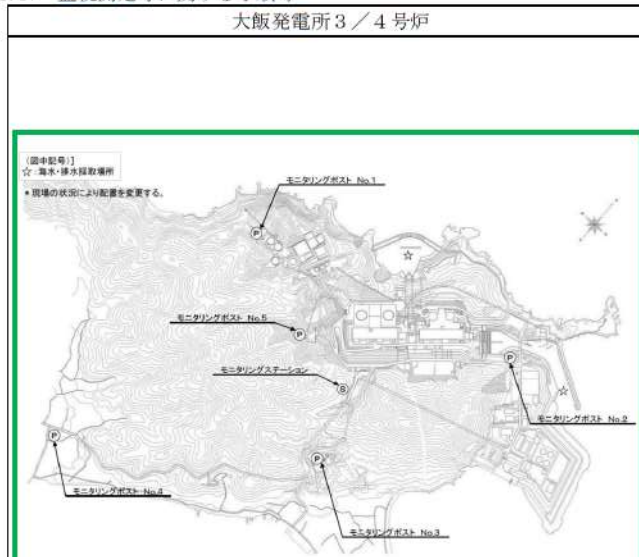 大飯発電所3/4号炉
(図中記号)]
☆:海水・排水採取場所
* 現場の状況により配置を変更する。
モニタリングポスト No.1
P
☆
モニタリングポスト No.5
P
P
モニタリングステーション
S
☆
モニタリングポスト No.2
P
P
モニタリングポスト No.4
モニタリングポスト No.3